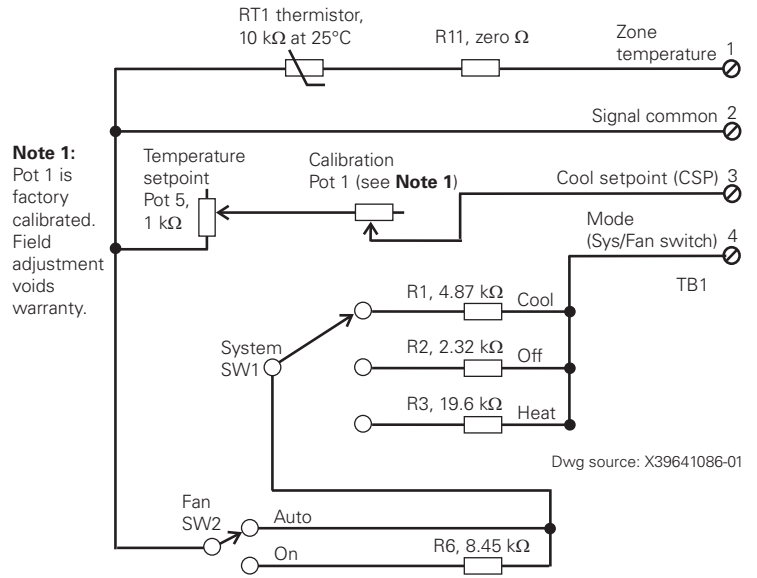 RT1 thermistor,
10 kΩ at 25°C
R11, zero Ω
Zone
temperature
1
Signal common
2
Note 1:
Pot 1 is
factory
calibrated.
Field
adjustment
voids
warranty.
Temperature
setpoint
Pot 5,
1 kΩ
Calibration
Pot 1 (see Note 1)
Cool setpoint (CSP)
3
Mode
(Sys/Fan switch)
4
TB1
R1, 4.87 kΩ
Cool
System
SW1
R2, 2.32 kΩ
Off
R3, 19.6 kΩ
Heat
Dwg source: X39641086-01
Fan
SW2
Auto
On
R6, 8.45 kΩ